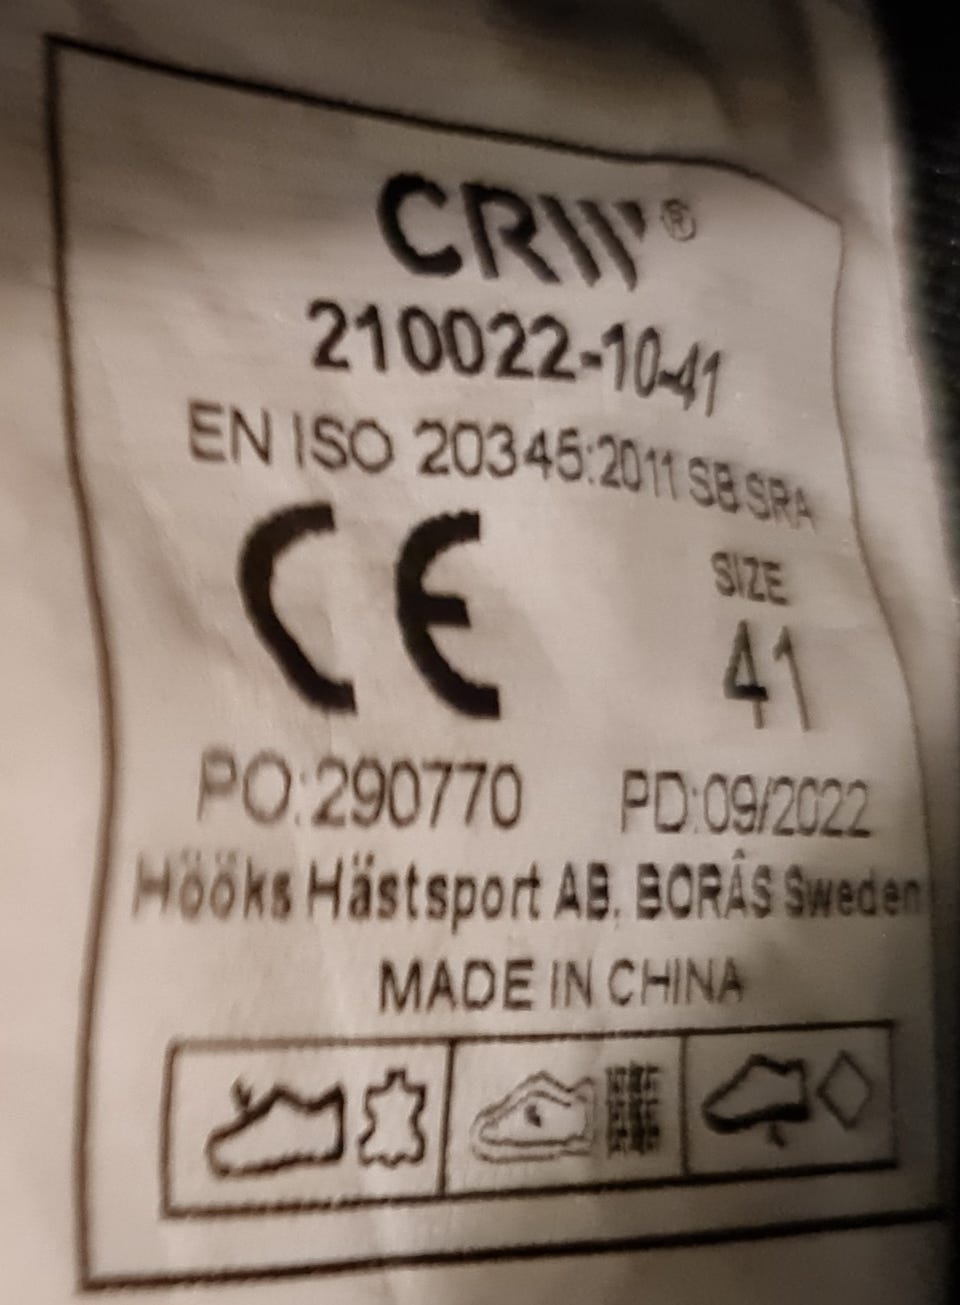 CRW®
210022-10-41
EN ISO 20345:2011 SB SRA
CE
SIZE
41
PO:290770 PD:09/2022
Hööks Hästsport AB. BORÅS Sweden
MADE IN CHINA